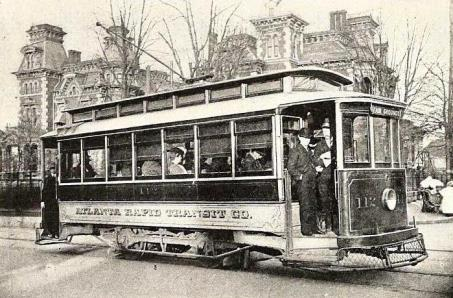 ATLANTA RAPID TRANSIT CO.
112